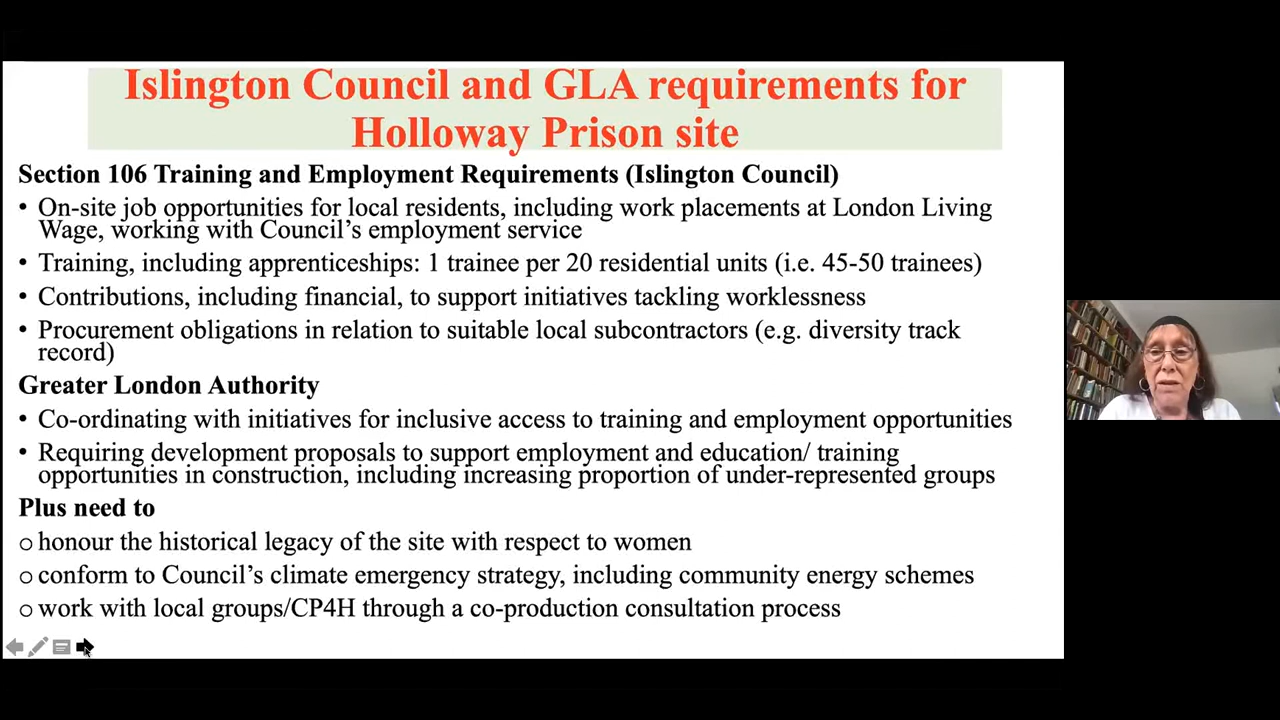 Islington Council and GLA requirements for
Holloway Prison site
Section 106 Training and Employment Requirements (Islington Council)
• On-site job opportunities for local residents, including work placements at London Living
Wage, working with Council’s employment service
• Training, including apprenticeships: 1 trainee per 20 residential units (i.e. 45-50 trainees)
• Contributions, including financial, to support initiatives tackling worklessness
• Procurement obligations in relation to suitable local subcontractors (e.g. diversity track
record)
Greater London Authority
• Co-ordinating with initiatives for inclusive access to training and employment opportunities
• Requiring development proposals to support employment and education/ training
opportunities in construction, including increasing proportion of under-represented groups
Plus need to
o honour the historical legacy of the site with respect to women
o conform to Council’s climate emergency strategy, including community energy schemes
o work with local groups/CP4H through a co-production consultation process